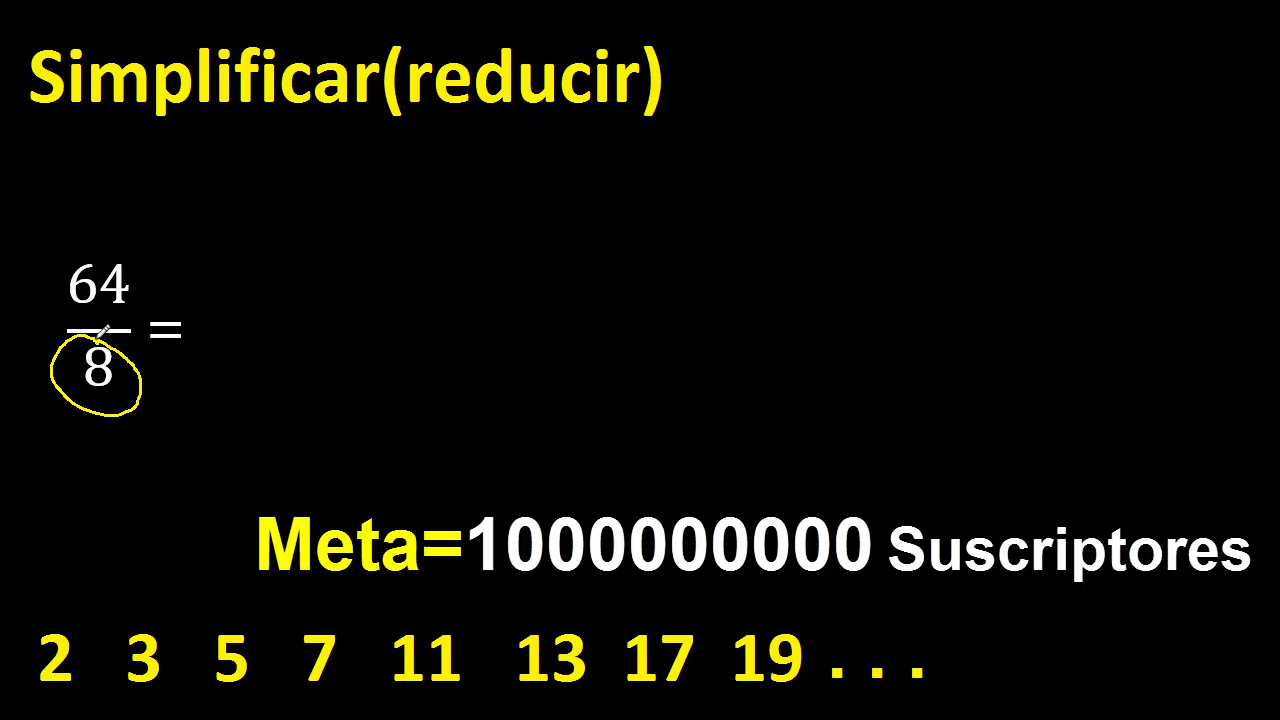 Simplificar(reducir)
64
8
=
Meta=1000000000 Suscriptores
2 3 5 7 11 13 17 19 . . .